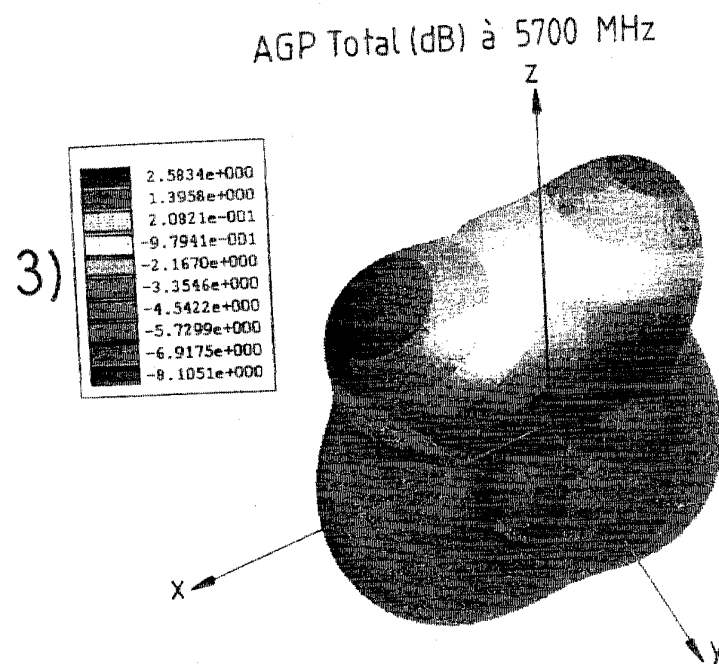 AGP Total (dB) à 5700 MHz
z
2.5834e+000
1.3958e+000
2.0821e-001
-9.7941e-001
-2.1670e+000
-3.3546e+000
-4.5422e+000
-5.7299e+000
-6.9175e+000
-8.1051e+000
3)
x
y